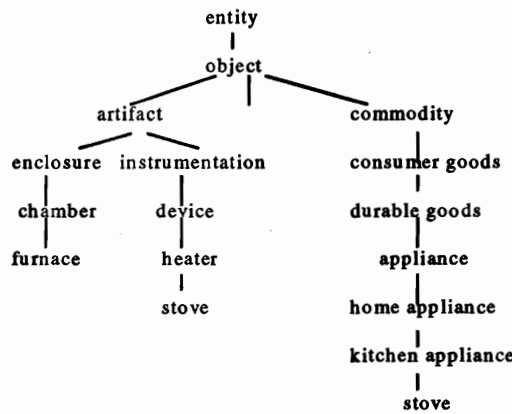 entity
object
artifact commodity
enclosure instrumentation consumer goods
chamber device durable goods
furnace heater appliance
stove home appliance
kitchen appliance
stove